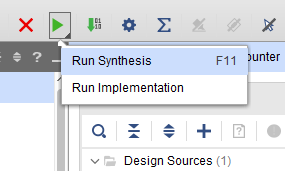 Run Synthesis F11
ounter
Run Implementation
Design Sources (1)